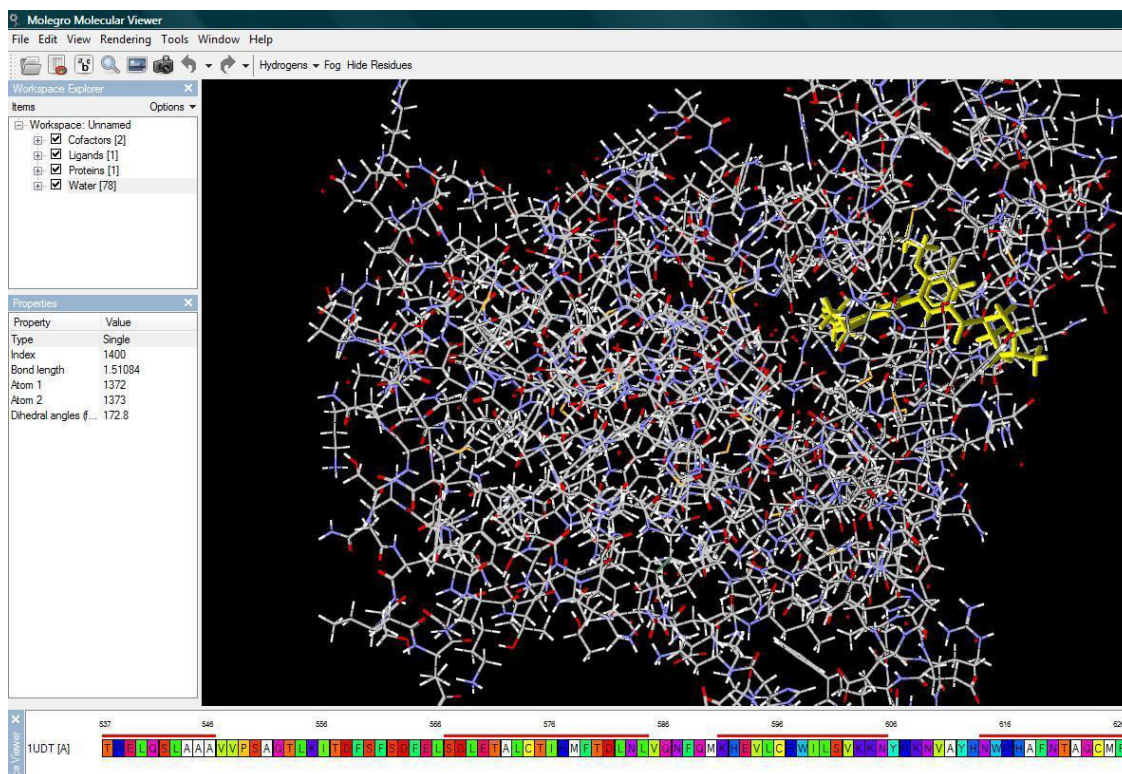 Molegro Molecular Viewer
File Edit View Rendering Tools Window Help
Hydrogens Fog Hide Residues
Workspace Explorer
Items Options
Workspace: Unnamed
Cofactors [2]
Ligands [1]
Proteins [1]
Water [78]
Properties
Property Value
Type Single
Index 1400
Bond length 1.51084
Atom 1 1372
Atom 2 1373
Dihedral angles (f... 172.8
537 546 556 566 576 586 596 606 616
1UDT [A]